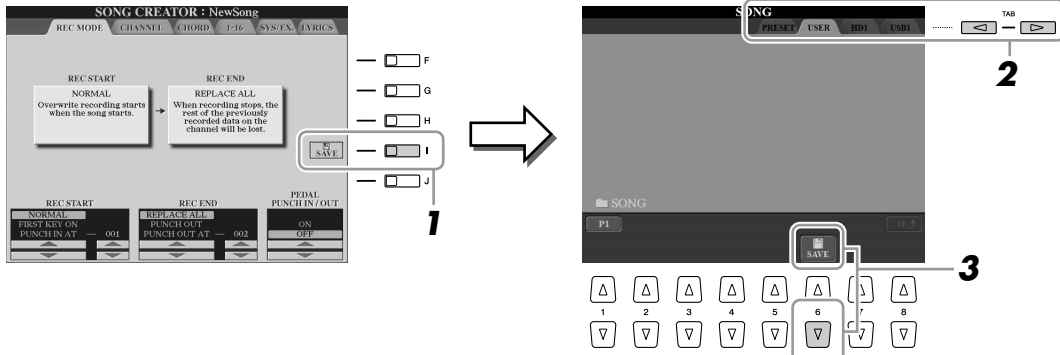 SONG CREATOR : NewSong
REC MODE CHANNEL CHORD 1-16 SYS/EX. LYRICS
REC START
NORMAL
Overwrite recording starts
when the song starts.
REC END
REPLACE ALL
When recording stops, the
rest of the previously
recorded data on the
channel will be lost.
SAVE
F
G
H
I
J
1
REC START
NORMAL
FIRST KEY ON
PUNCH IN AT — 001
REC END
REPLACE ALL
PUNCH OUT
PUNCH OUT AT — 002
PEDAL
PUNCH IN / OUT
ON
OFF
SONG
PRESET USER HD1 USB1
TAB
2
SONG
P1
UP
SAVE
3
1 2 3 4 5 6 7 8